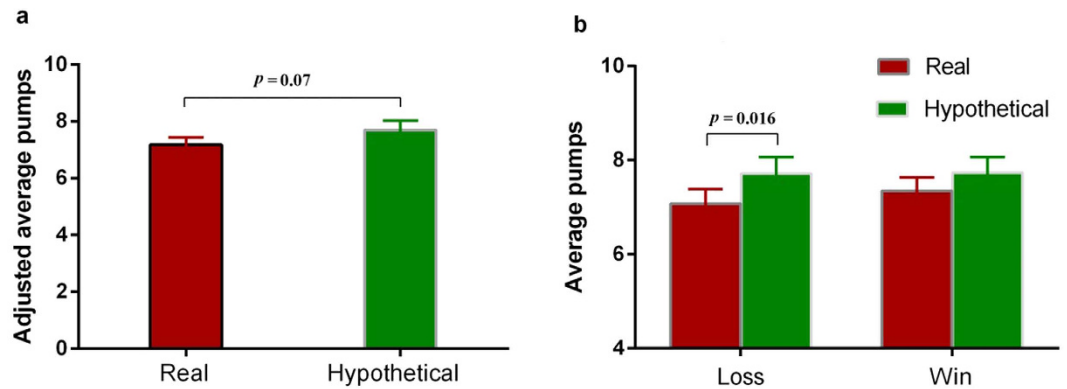 a
Adjusted average pumps
10
8
6
4
2
0
p = 0.07
Real
Hypothetical
b
Average pumps
10
8
6
4
Real
Hypothetical
p = 0.016
Loss
Win